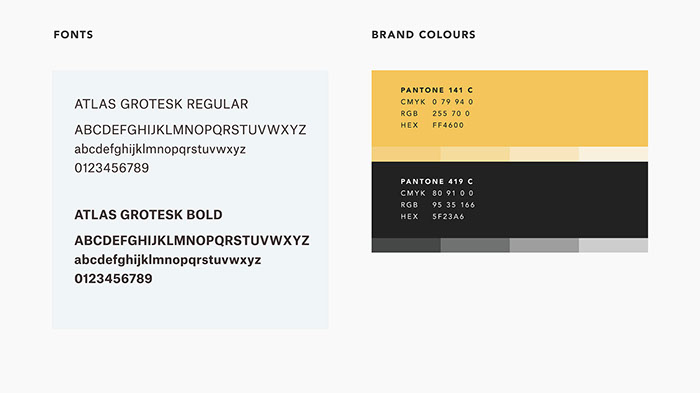 FONTS
ATLAS GROTESK REGULAR
ABCDEFGHIJKLMNOPQRSTUVWXYZ
abcdefghijklmnopqrstuvwxyz
0123456789
ATLAS GROTESK BOLD
ABCDEFGHIJKLMNOPQRSTUVWXYZ
abcdefghijklmnopqrstuvwxyz
0123456789
BRAND COLOURS
PANTONE 141 C
CMYK 0 79 94 0
RGB 255 70 0
HEX FF4600
PANTONE 419 C
CMYK 80 91 0 0
RGB 95 35 166
HEX 5F23A6